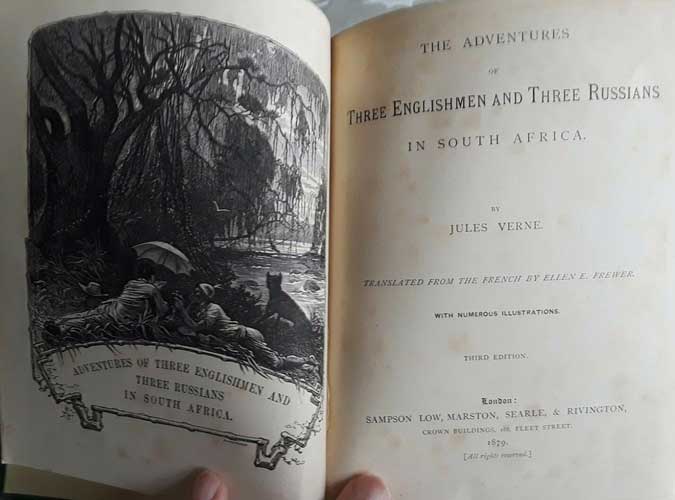 ADVENTURES OF THREE ENGLISHMEN AND
THREE RUSSIANS
IN SOUTH AFRICA.
THE ADVENTURES
OF
THREE ENGLISHMEN AND THREE RUSSIANS
IN SOUTH AFRICA.
BY
JULES VERNE.
TRANSLATED FROM THE FRENCH BY ELLEN E. FREWER.
WITH NUMEROUS ILLUSTRATIONS.
THIRD EDITION.
London:
SAMPSON LOW, MARSTON, SEARLE, & RIVINGTON,
CROWN BUILDINGS, 188, FLEET STREET.
1879.
[All rights reserved.]